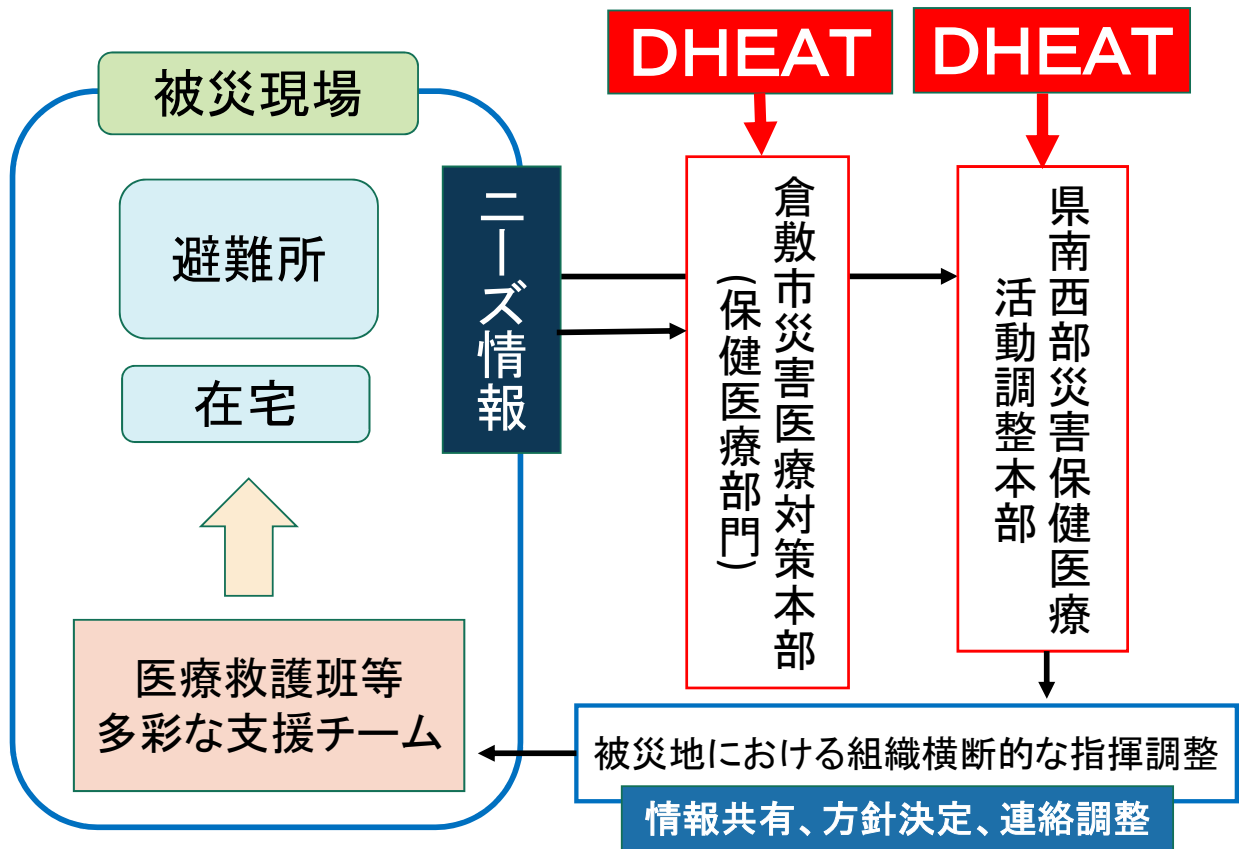 被災現場
避難所
在宅
医療救護班等
多彩な支援チーム
ニーズ情報
DHEAT
倉敷市災害医療対策本部
(保健医療部門)
DHEAT
県南西部災害保健医療
活動調整本部
被災地における組織横断的な指揮調整
情報共有、方針決定、連絡調整